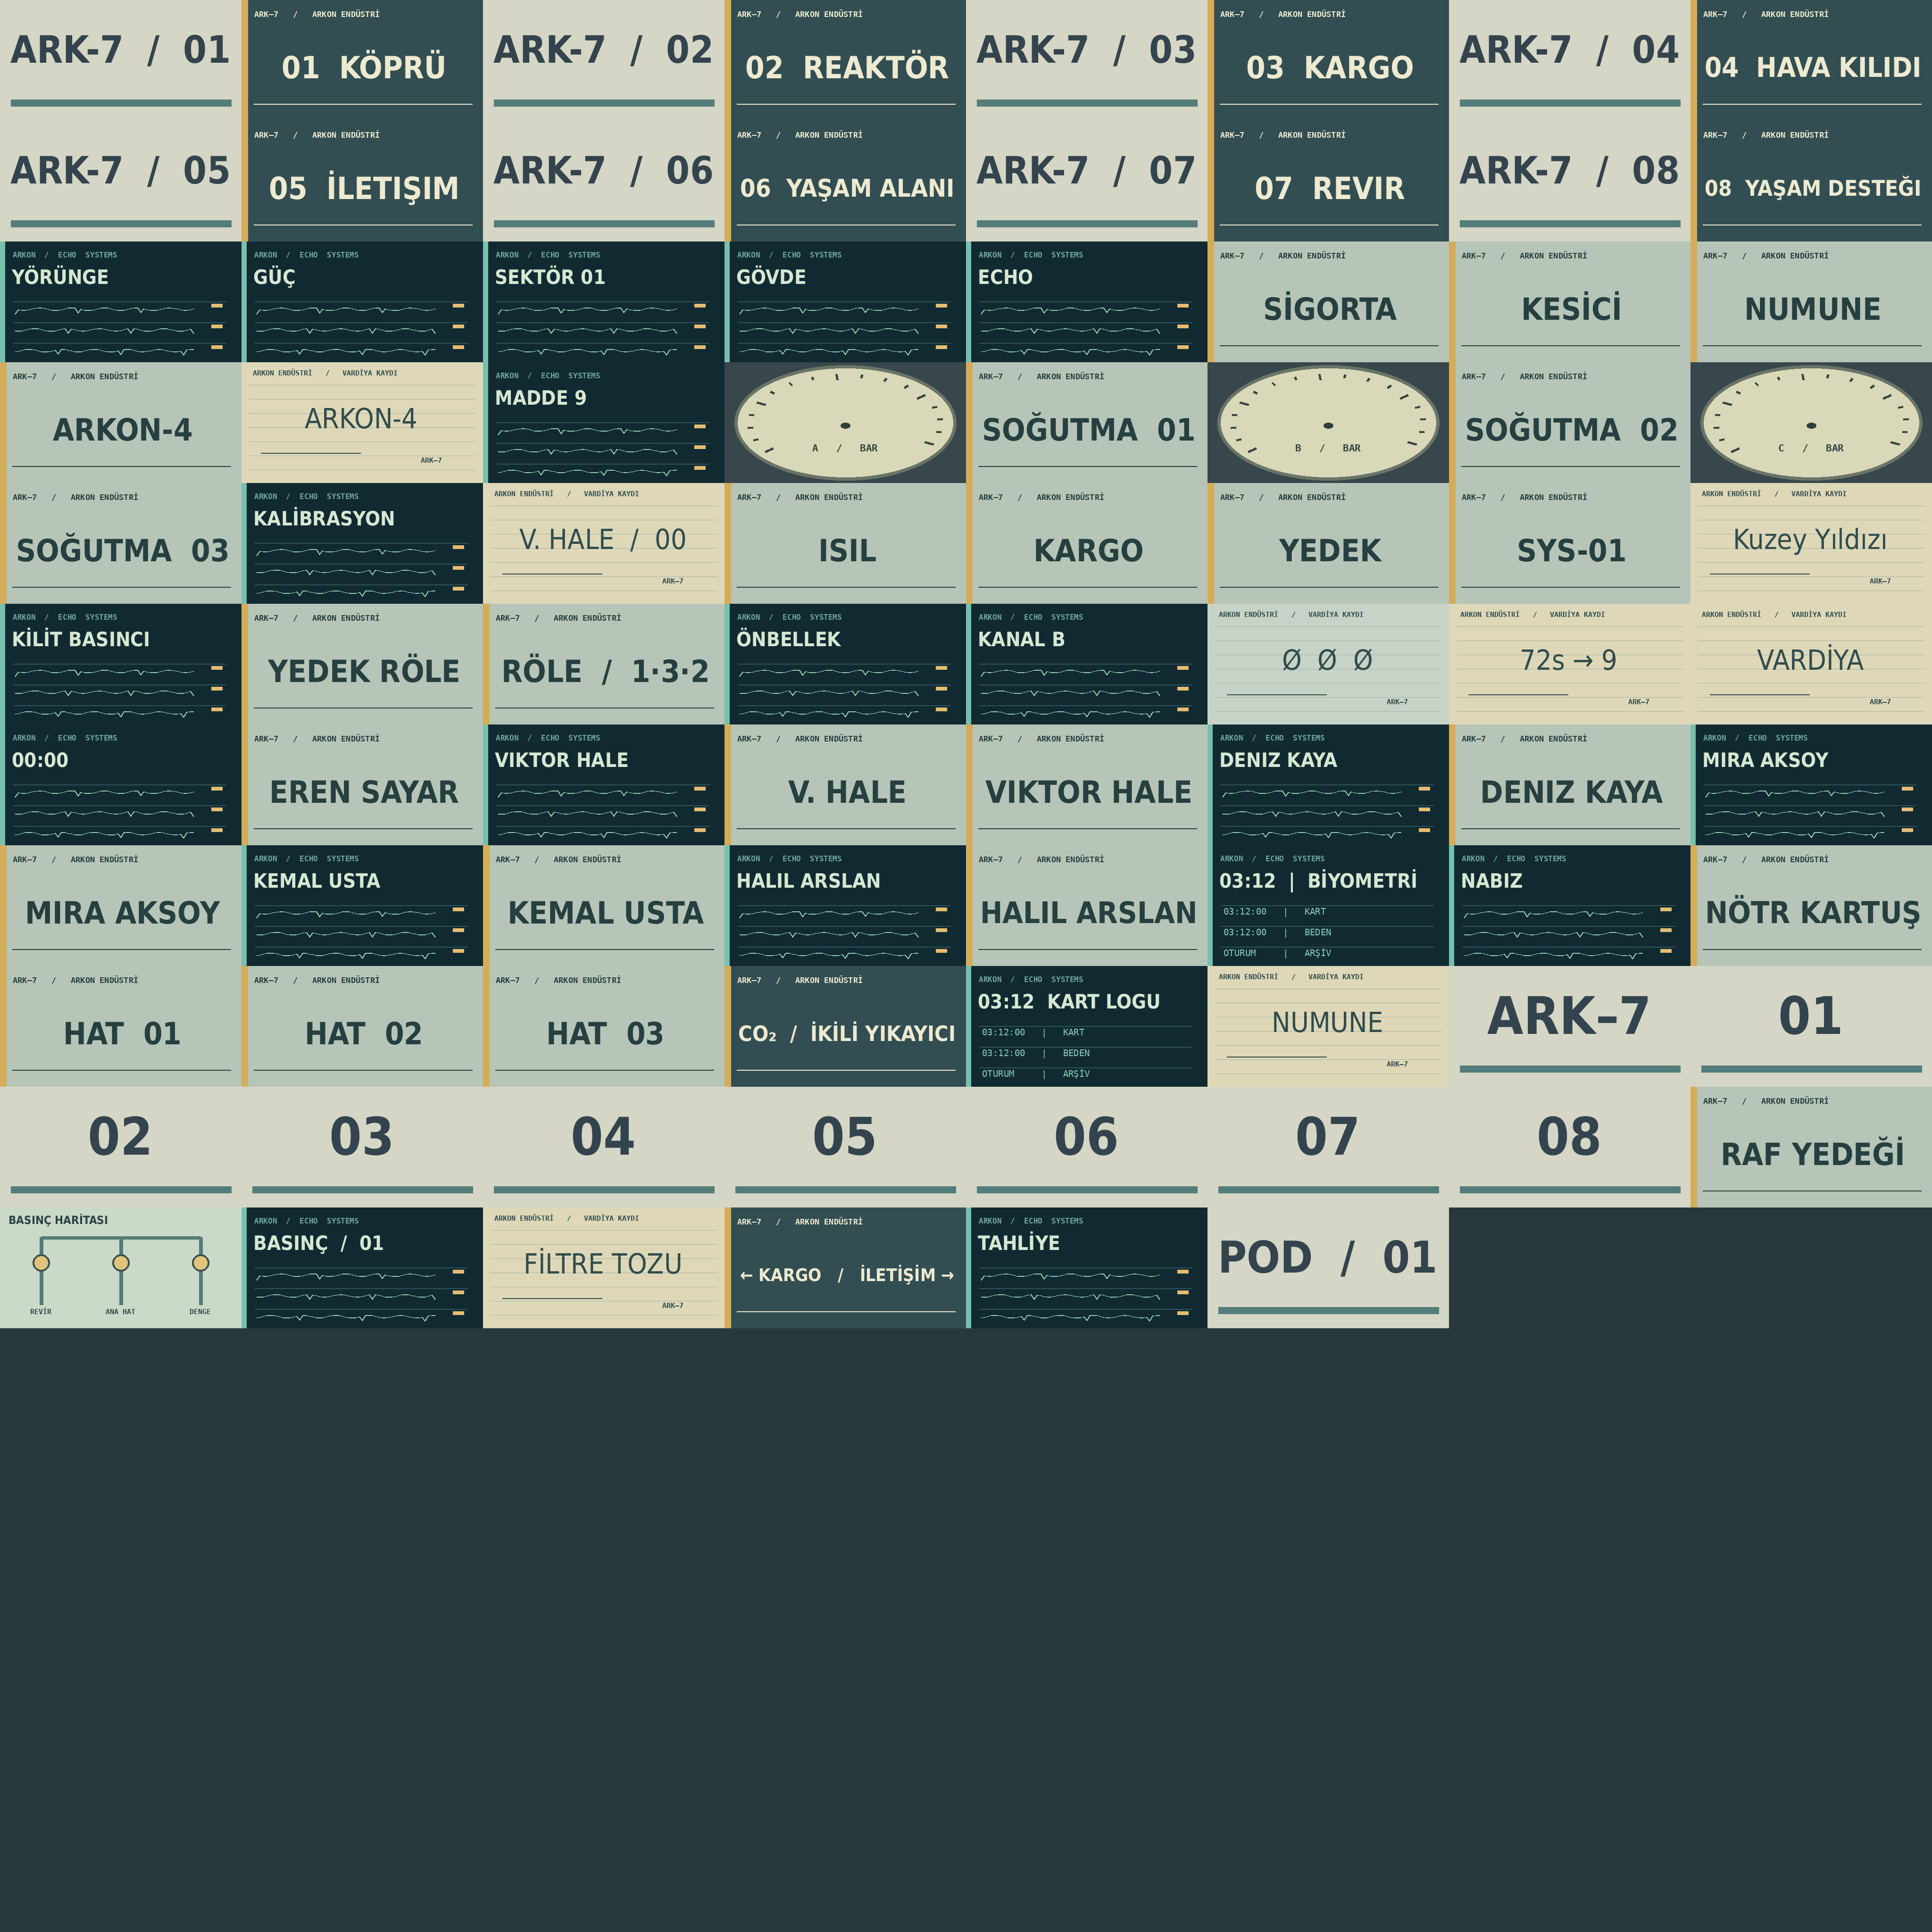 ARK-7 / 01
ARK–7 / ARKON ENDÜSTRİ
01 KÖPRÜ
ARK-7 / 02
ARK–7 / ARKON ENDÜSTRİ
02 REAKTÖR
ARK-7 / 03
ARK–7 / ARKON ENDÜSTRİ
03 KARGO
ARK-7 / 04
ARK–7 / ARKON ENDÜSTRİ
04 HAVA KILIDI
ARK-7 / 05
ARK–7 / ARKON ENDÜSTRİ
05 İLETIŞIM
ARK-7 / 06
ARK–7 / ARKON ENDÜSTRİ
06 YAŞAM ALANI
ARK-7 / 07
ARK–7 / ARKON ENDÜSTRİ
07 REVIR
ARK-7 / 08
ARK–7 / ARKON ENDÜSTRİ
08 YAŞAM DESTEĞI
ARKON / ECHO SYSTEMS
YÖRÜNGE
ARKON / ECHO SYSTEMS
GÜÇ
ARKON / ECHO SYSTEMS
SEKTÖR 01
ARKON / ECHO SYSTEMS
GÖVDE
ARKON / ECHO SYSTEMS
ECHO
ARK–7 / ARKON ENDÜSTRİ
SİGORTA
ARK–7 / ARKON ENDÜSTRİ
KESİCİ
ARK–7 / ARKON ENDÜSTRİ
NUMUNE
ARK–7 / ARKON ENDÜSTRİ
ARKON-4
ARKON ENDÜSTRİ / VARDİYA KAYDI
ARKON-4
ARK–7
ARKON / ECHO SYSTEMS
MADDE 9
A / BAR
ARK–7 / ARKON ENDÜSTRİ
SOĞUTMA 01
B / BAR
ARK–7 / ARKON ENDÜSTRİ
SOĞUTMA 02
C / BAR
ARK–7 / ARKON ENDÜSTRİ
SOĞUTMA 03
ARKON / ECHO SYSTEMS
KALİBRASYON
ARKON ENDÜSTRİ / VARDİYA KAYDI
V. HALE / 00
ARK–7
ARK–7 / ARKON ENDÜSTRİ
ISIL
ARK–7 / ARKON ENDÜSTRİ
KARGO
ARK–7 / ARKON ENDÜSTRİ
YEDEK
ARK–7 / ARKON ENDÜSTRİ
SYS-01
ARKON ENDÜSTRİ / VARDİYA KAYDI
Kuzey Yıldızı
ARK–7
ARKON / ECHO SYSTEMS
KİLİT BASINCI
ARK–7 / ARKON ENDÜSTRİ
YEDEK RÖLE
ARK–7 / ARKON ENDÜSTRİ
RÖLE / 1·3·2
ARKON / ECHO SYSTEMS
ÖNBELLEK
ARKON / ECHO SYSTEMS
KANAL B
ARKON ENDÜSTRİ / VARDİYA KAYDI
Ø Ø Ø
ARK–7
ARKON ENDÜSTRİ / VARDİYA KAYDI
72s → 9
ARK–7
ARKON ENDÜSTRİ / VARDİYA KAYDI
VARDİYA
ARK–7
ARKON / ECHO SYSTEMS
00:00
ARK–7 / ARKON ENDÜSTRİ
EREN SAYAR
ARKON / ECHO SYSTEMS
VIKTOR HALE
ARK–7 / ARKON ENDÜSTRİ
V. HALE
ARK–7 / ARKON ENDÜSTRİ
VIKTOR HALE
ARKON / ECHO SYSTEMS
DENIZ KAYA
ARK–7 / ARKON ENDÜSTRİ
DENIZ KAYA
ARKON / ECHO SYSTEMS
MIRA AKSOY
ARK–7 / ARKON ENDÜSTRİ
MIRA AKSOY
ARKON / ECHO SYSTEMS
KEMAL USTA
ARK–7 / ARKON ENDÜSTRİ
KEMAL USTA
ARKON / ECHO SYSTEMS
HALIL ARSLAN
ARK–7 / ARKON ENDÜSTRİ
HALIL ARSLAN
ARKON / ECHO SYSTEMS
03:12 | BİYOMETRİ
03:12:00 | KART
03:12:00 | BEDEN
OTURUM | ARŞİV
ARKON / ECHO SYSTEMS
NABIZ
ARK–7 / ARKON ENDÜSTRİ
NÖTR KARTUŞ
ARK–7 / ARKON ENDÜSTRİ
HAT 01
ARK–7 / ARKON ENDÜSTRİ
HAT 02
ARK–7 / ARKON ENDÜSTRİ
HAT 03
ARK–7 / ARKON ENDÜSTRİ
CO₂ / İKİLİ YIKAYICI
ARKON / ECHO SYSTEMS
03:12 KART LOGU
03:12:00 | KART
03:12:00 | BEDEN
OTURUM | ARŞİV
ARKON ENDÜSTRİ / VARDİYA KAYDI
NUMUNE
ARK–7
ARK–7
01
02
03
04
05
06
07
08
ARK–7 / ARKON ENDÜSTRİ
RAF YEDEĞİ
BASINÇ HARİTASI
REVİR ANA HAT DENGE
ARKON / ECHO SYSTEMS
BASINÇ / 01
ARKON ENDÜSTRİ / VARDİYA KAYDI
FİLTRE TOZU
ARK–7
ARK–7 / ARKON ENDÜSTRİ
← KARGO / İLETİŞİM →
ARKON / ECHO SYSTEMS
TAHLİYE
POD / 01